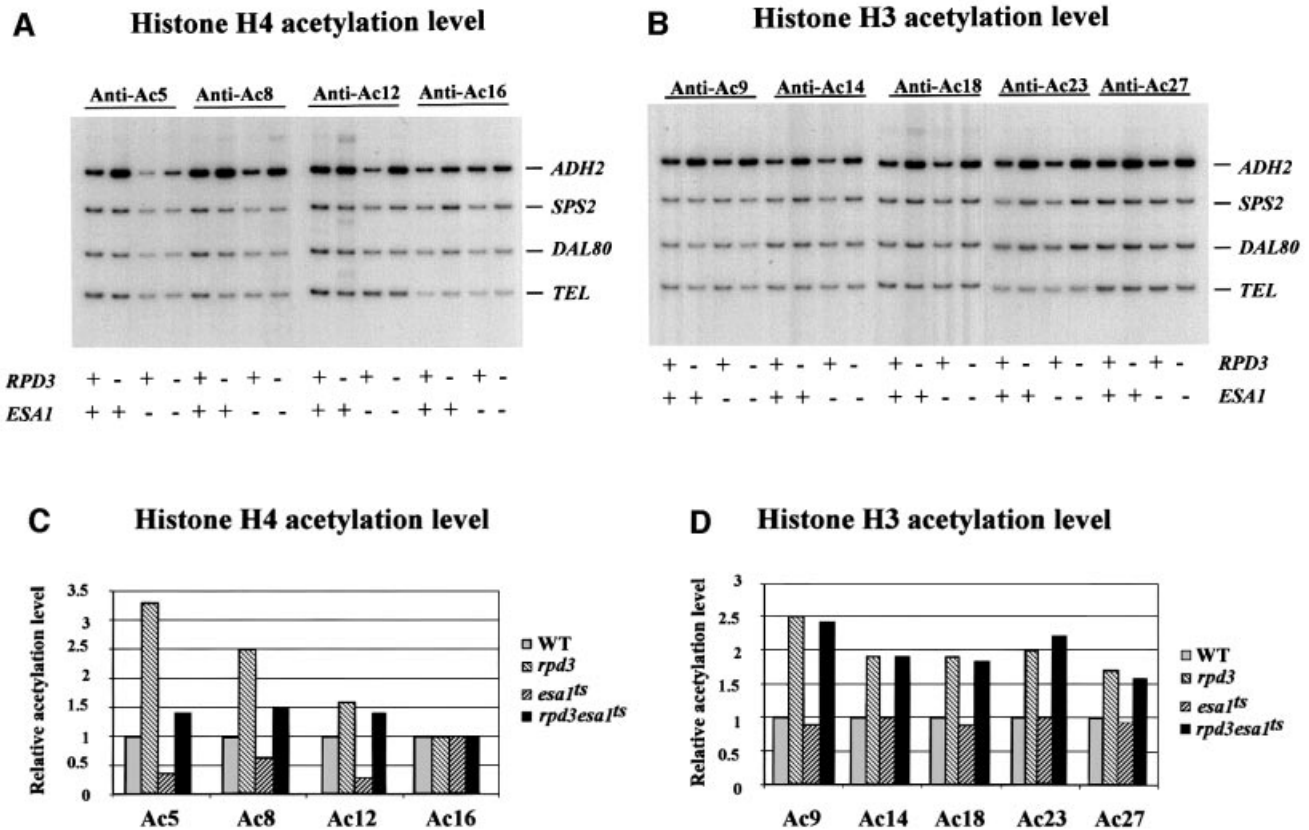 A Histone H4 acetylation level
Anti-Ac5 Anti-Ac8 Anti-Ac12 Anti-Ac16
ADH2
SPS2
DAL80
TEL
RPD3 + - + - + - + - + - + - + - + -
ESA1 + + - - + + - - + + - - + + - -
B Histone H3 acetylation level
Anti-Ac9 Anti-Ac14 Anti-Ac18 Anti-Ac23 Anti-Ac27
ADH2
SPS2
DAL80
TEL
+ - + - + - + - + - + - + - + - + - + - RPD3
+ + - - + + - - + + - - + + - - + + - - ESA1
C Histone H4 acetylation level
Relative acetylation level
3.5
3
2.5
2
1.5
1
0.5
0
Ac5 Ac8 Ac12 Ac16
WT
rpd3
esa1ts
rpd3esa1ts
D Histone H3 acetylation level
Relative acetylation level
3
2.5
2
1.5
1
0.5
0
Ac9 Ac14 Ac18 Ac23 Ac27
WT
rpd3
esa1ts
rpd3esa1ts